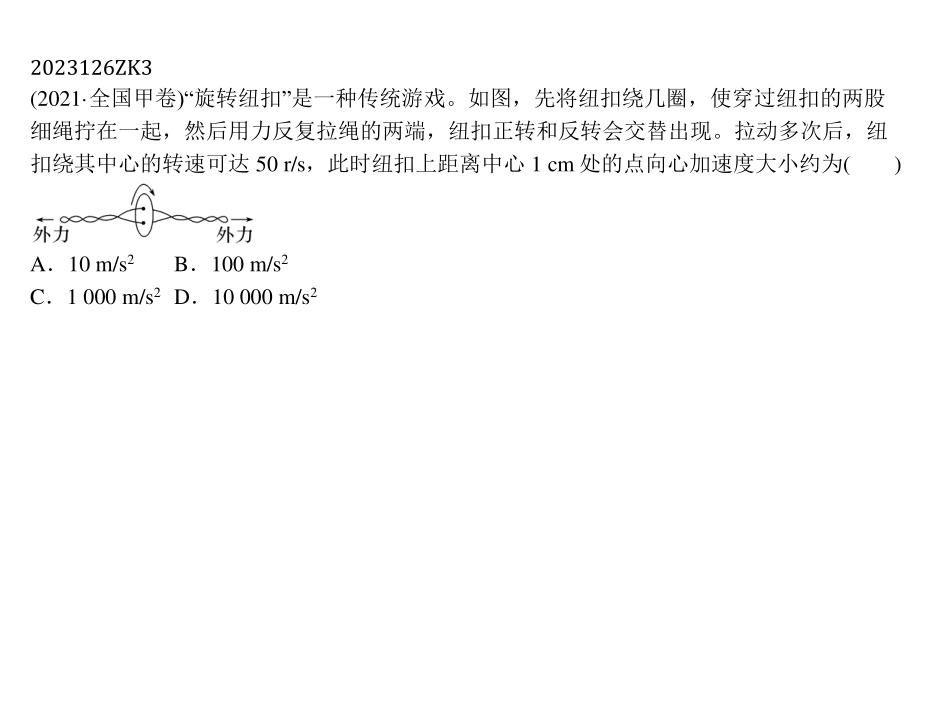 2023126ZK3
(2021·全国甲卷)“旋转纽扣”是一种传统游戏。如图，先将纽扣绕几圈，使穿过纽扣的两股
细绳拧在一起，然后用力反复拉绳的两端，纽扣正转和反转会交替出现。拉动多次后，纽
扣绕其中心的转速可达 50 r/s，此时纽扣上距离中心 1 cm 处的点向心加速度大小约为(　　)
外力 外力
A．10 m/s² B．100 m/s²
C．1 000 m/s² D．10 000 m/s²